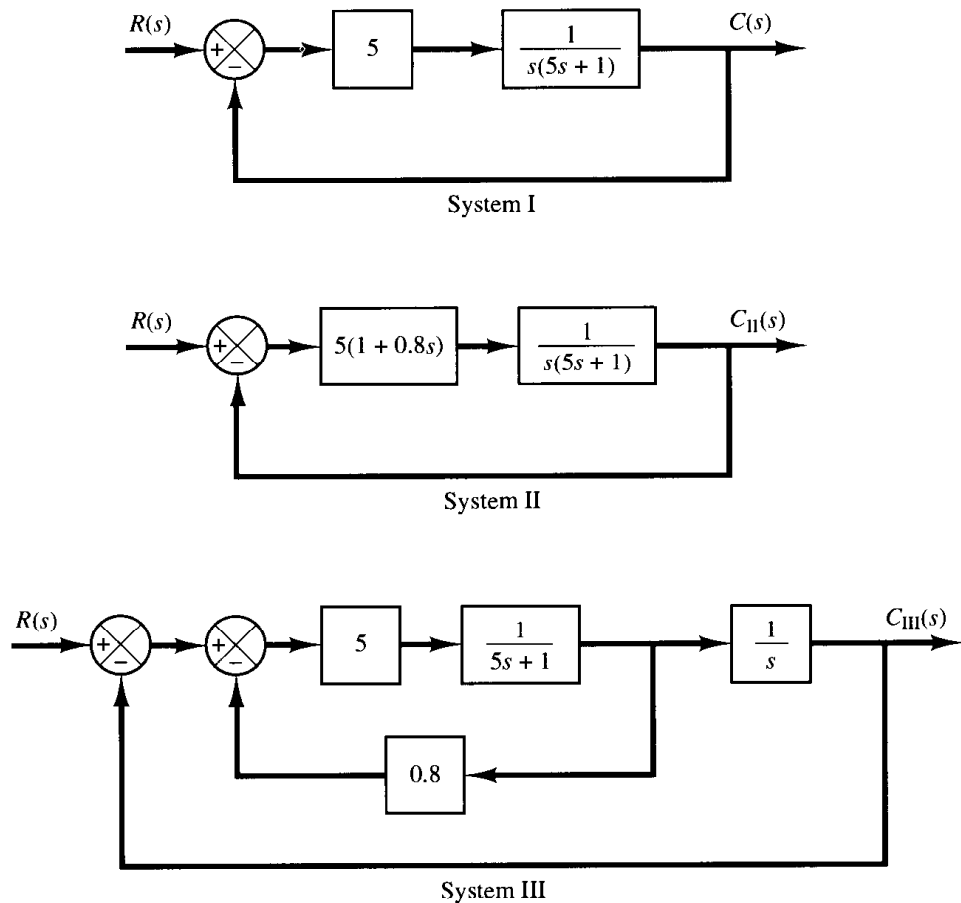 R(s) + − 5 1/s(5s + 1) C(s)
System I
R(s) + − 5(1 + 0.8s) 1/s(5s + 1) C_II(s)
System II
R(s) + − + − 5 1/5s + 1 1/s C_III(s)
0.8
System III